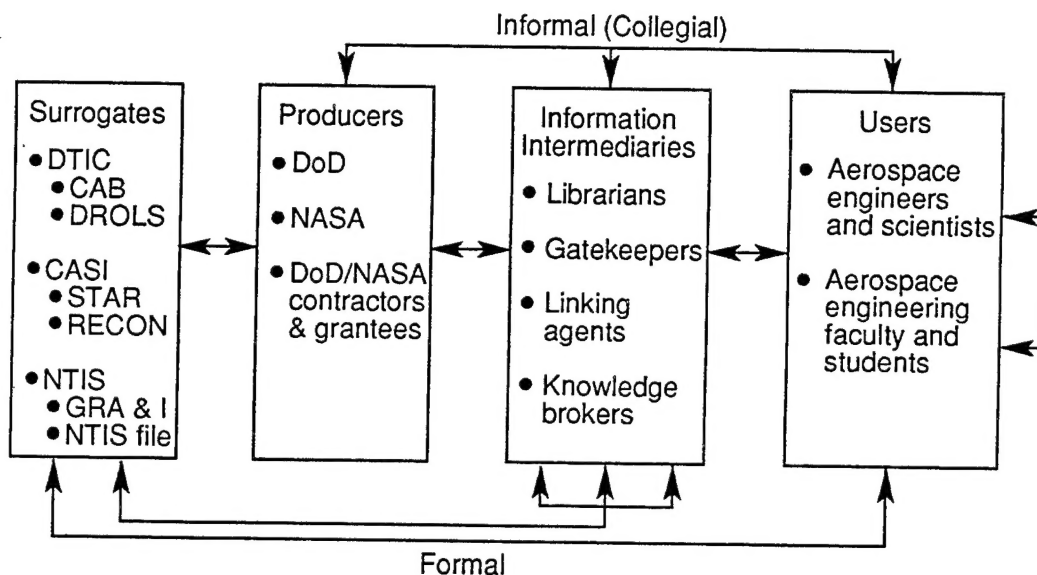 Informal (Collegial)
Surrogates
● DTIC
● CAB
● DROLS
● CASI
● STAR
● RECON
● NTIS
● GRA & I
● NTIS file
Producers
● DoD
● NASA
● DoD/NASA
contractors
& grantees
Information
Intermediaries
● Librarians
● Gatekeepers
● Linking
agents
● Knowledge
brokers
Users
● Aerospace
engineers
and scientists
● Aerospace
engineering
faculty and
students
Formal